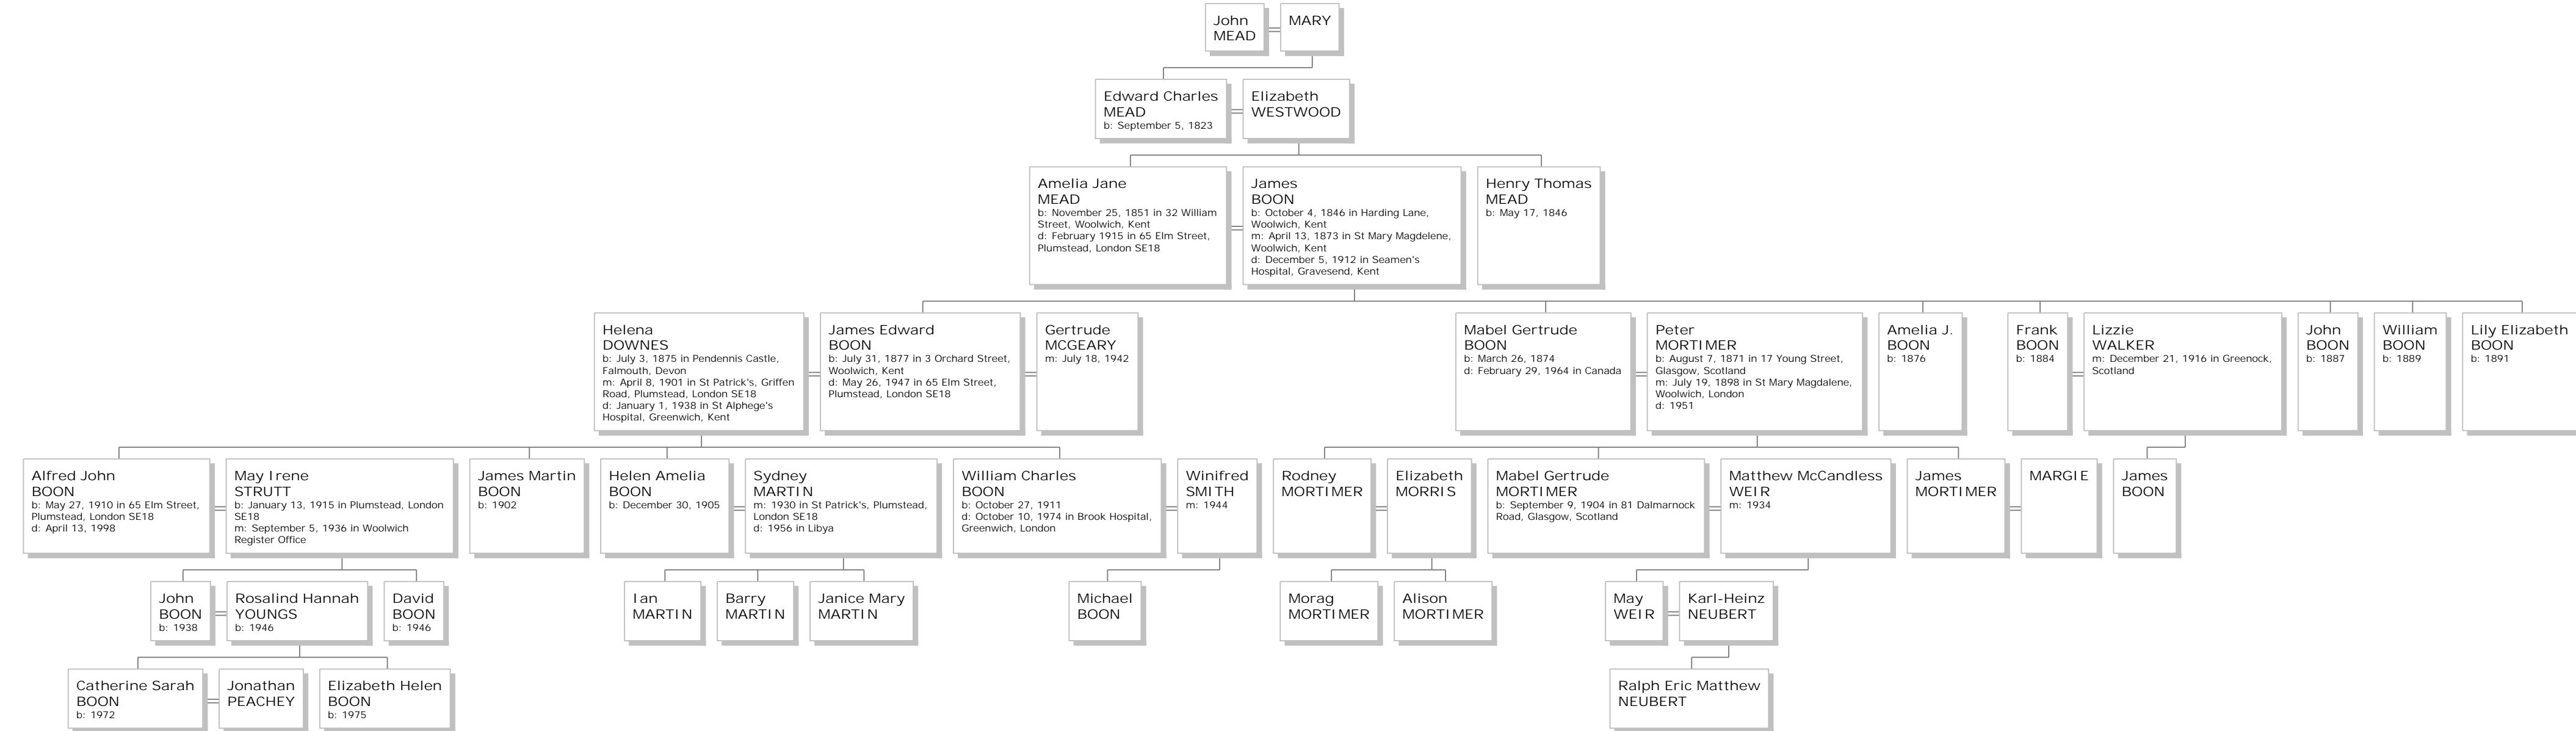 John
MEAD
MARY
Edward Charles
MEAD
b: September 5, 1823
Elizabeth
WESTWOOD
Amelia Jane
MEAD
b: November 25, 1851 in 32 William
Street, Woolwich, Kent
d: February 1915 in 65 Elm Street,
Plumstead, London SE18
James
BOON
b: October 4, 1846 in Harding Lane,
Woolwich, Kent
m: April 13, 1873 in St Mary Magdelene,
Woolwich, Kent
d: December 5, 1912 in Seamen's
Hospital, Gravesend, Kent
Henry Thomas
MEAD
b: May 17, 1846
Helena
DOWNES
b: July 3, 1875 in Pendennis Castle,
Falmouth, Devon
m: April 8, 1901 in St Patrick's, Griffen
Road, Plumstead, London SE18
d: January 1, 1938 in St Alphege's
Hospital, Greenwich, Kent
James Edward
BOON
b: July 31, 1877 in 3 Orchard Street,
Woolwich, Kent
d: May 26, 1947 in 65 Elm Street,
Plumstead, London SE18
Gertrude
MCGEARY
m: July 18, 1942
Mabel Gertrude
BOON
b: March 26, 1874
d: February 29, 1964 in Canada
Peter
MORTIMER
b: August 7, 1871 in 17 Young Street,
Glasgow, Scotland
m: July 19, 1898 in St Mary Magdalene,
Woolwich, London
d: 1951
Amelia J.
BOON
b: 1876
Frank
BOON
b: 1884
Lizzie
WALKER
m: December 21, 1916 in Greenock,
Scotland
John
BOON
b: 1887
William
BOON
b: 1889
Lily Elizabeth
BOON
b: 1891
Alfred John
BOON
b: May 27, 1910 in 65 Elm Street,
Plumstead, London SE18
d: April 13, 1998
May Irene
STRUTT
b: January 13, 1915 in Plumstead, London
SE18
m: September 5, 1936 in Woolwich
Register Office
James Martin
BOON
b: 1902
Helen Amelia
BOON
b: December 30, 1905
Sydney
MARTIN
m: 1930 in St Patrick's, Plumstead,
London SE18
d: 1956 in Libya
William Charles
BOON
b: October 27, 1911
d: October 10, 1974 in Brook Hospital,
Greenwich, London
Winifred
SMITH
m: 1944
Rodney
MORTIMER
Elizabeth
MORRIS
Mabel Gertrude
MORTIMER
b: September 9, 1904 in 81 Dalmarnock
Road, Glasgow, Scotland
Matthew McCandless
WEIR
m: 1934
James
MORTIMER
MARGIE
James
BOON
John
BOON
b: 1938
Rosalind Hannah
YOUNGS
b: 1946
David
BOON
b: 1946
Ian
MARTIN
Barry
MARTIN
Janice Mary
MARTIN
Michael
BOON
Morag
MORTIMER
Alison
MORTIMER
May
WEIR
Karl-Heinz
NEUBERT
Catherine Sarah
BOON
b: 1972
Jonathan
PEACHEY
Elizabeth Helen
BOON
b: 1975
Ralph Eric Matthew
NEUBERT